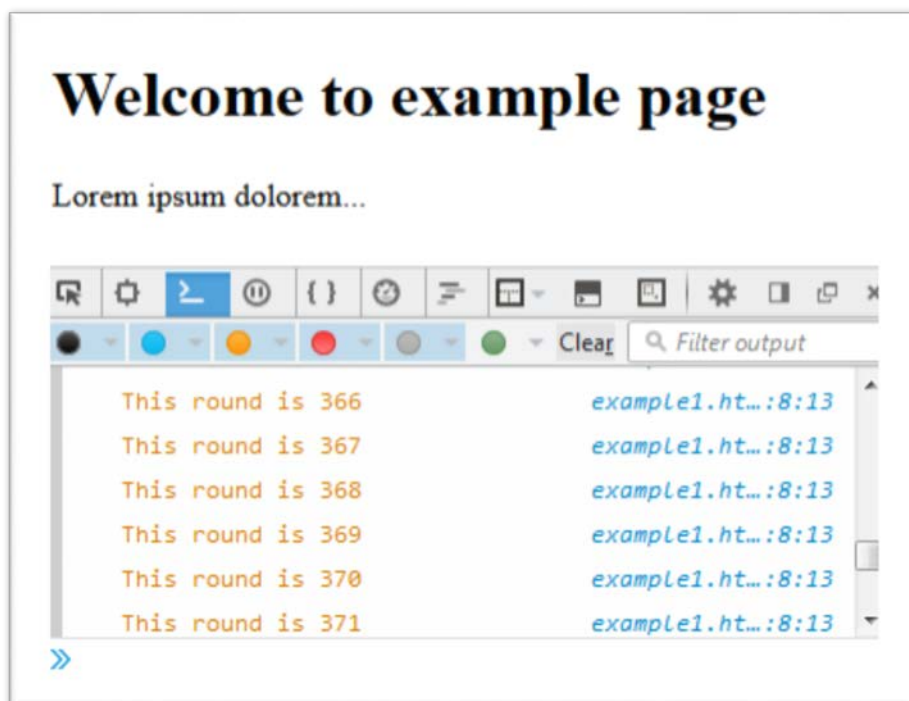 Welcome to example page
Lorem ipsum dolorem...
Clear Filter output
This round is 366 example1.ht…:8:13
This round is 367 example1.ht…:8:13
This round is 368 example1.ht…:8:13
This round is 369 example1.ht…:8:13
This round is 370 example1.ht…:8:13
This round is 371 example1.ht…:8:13